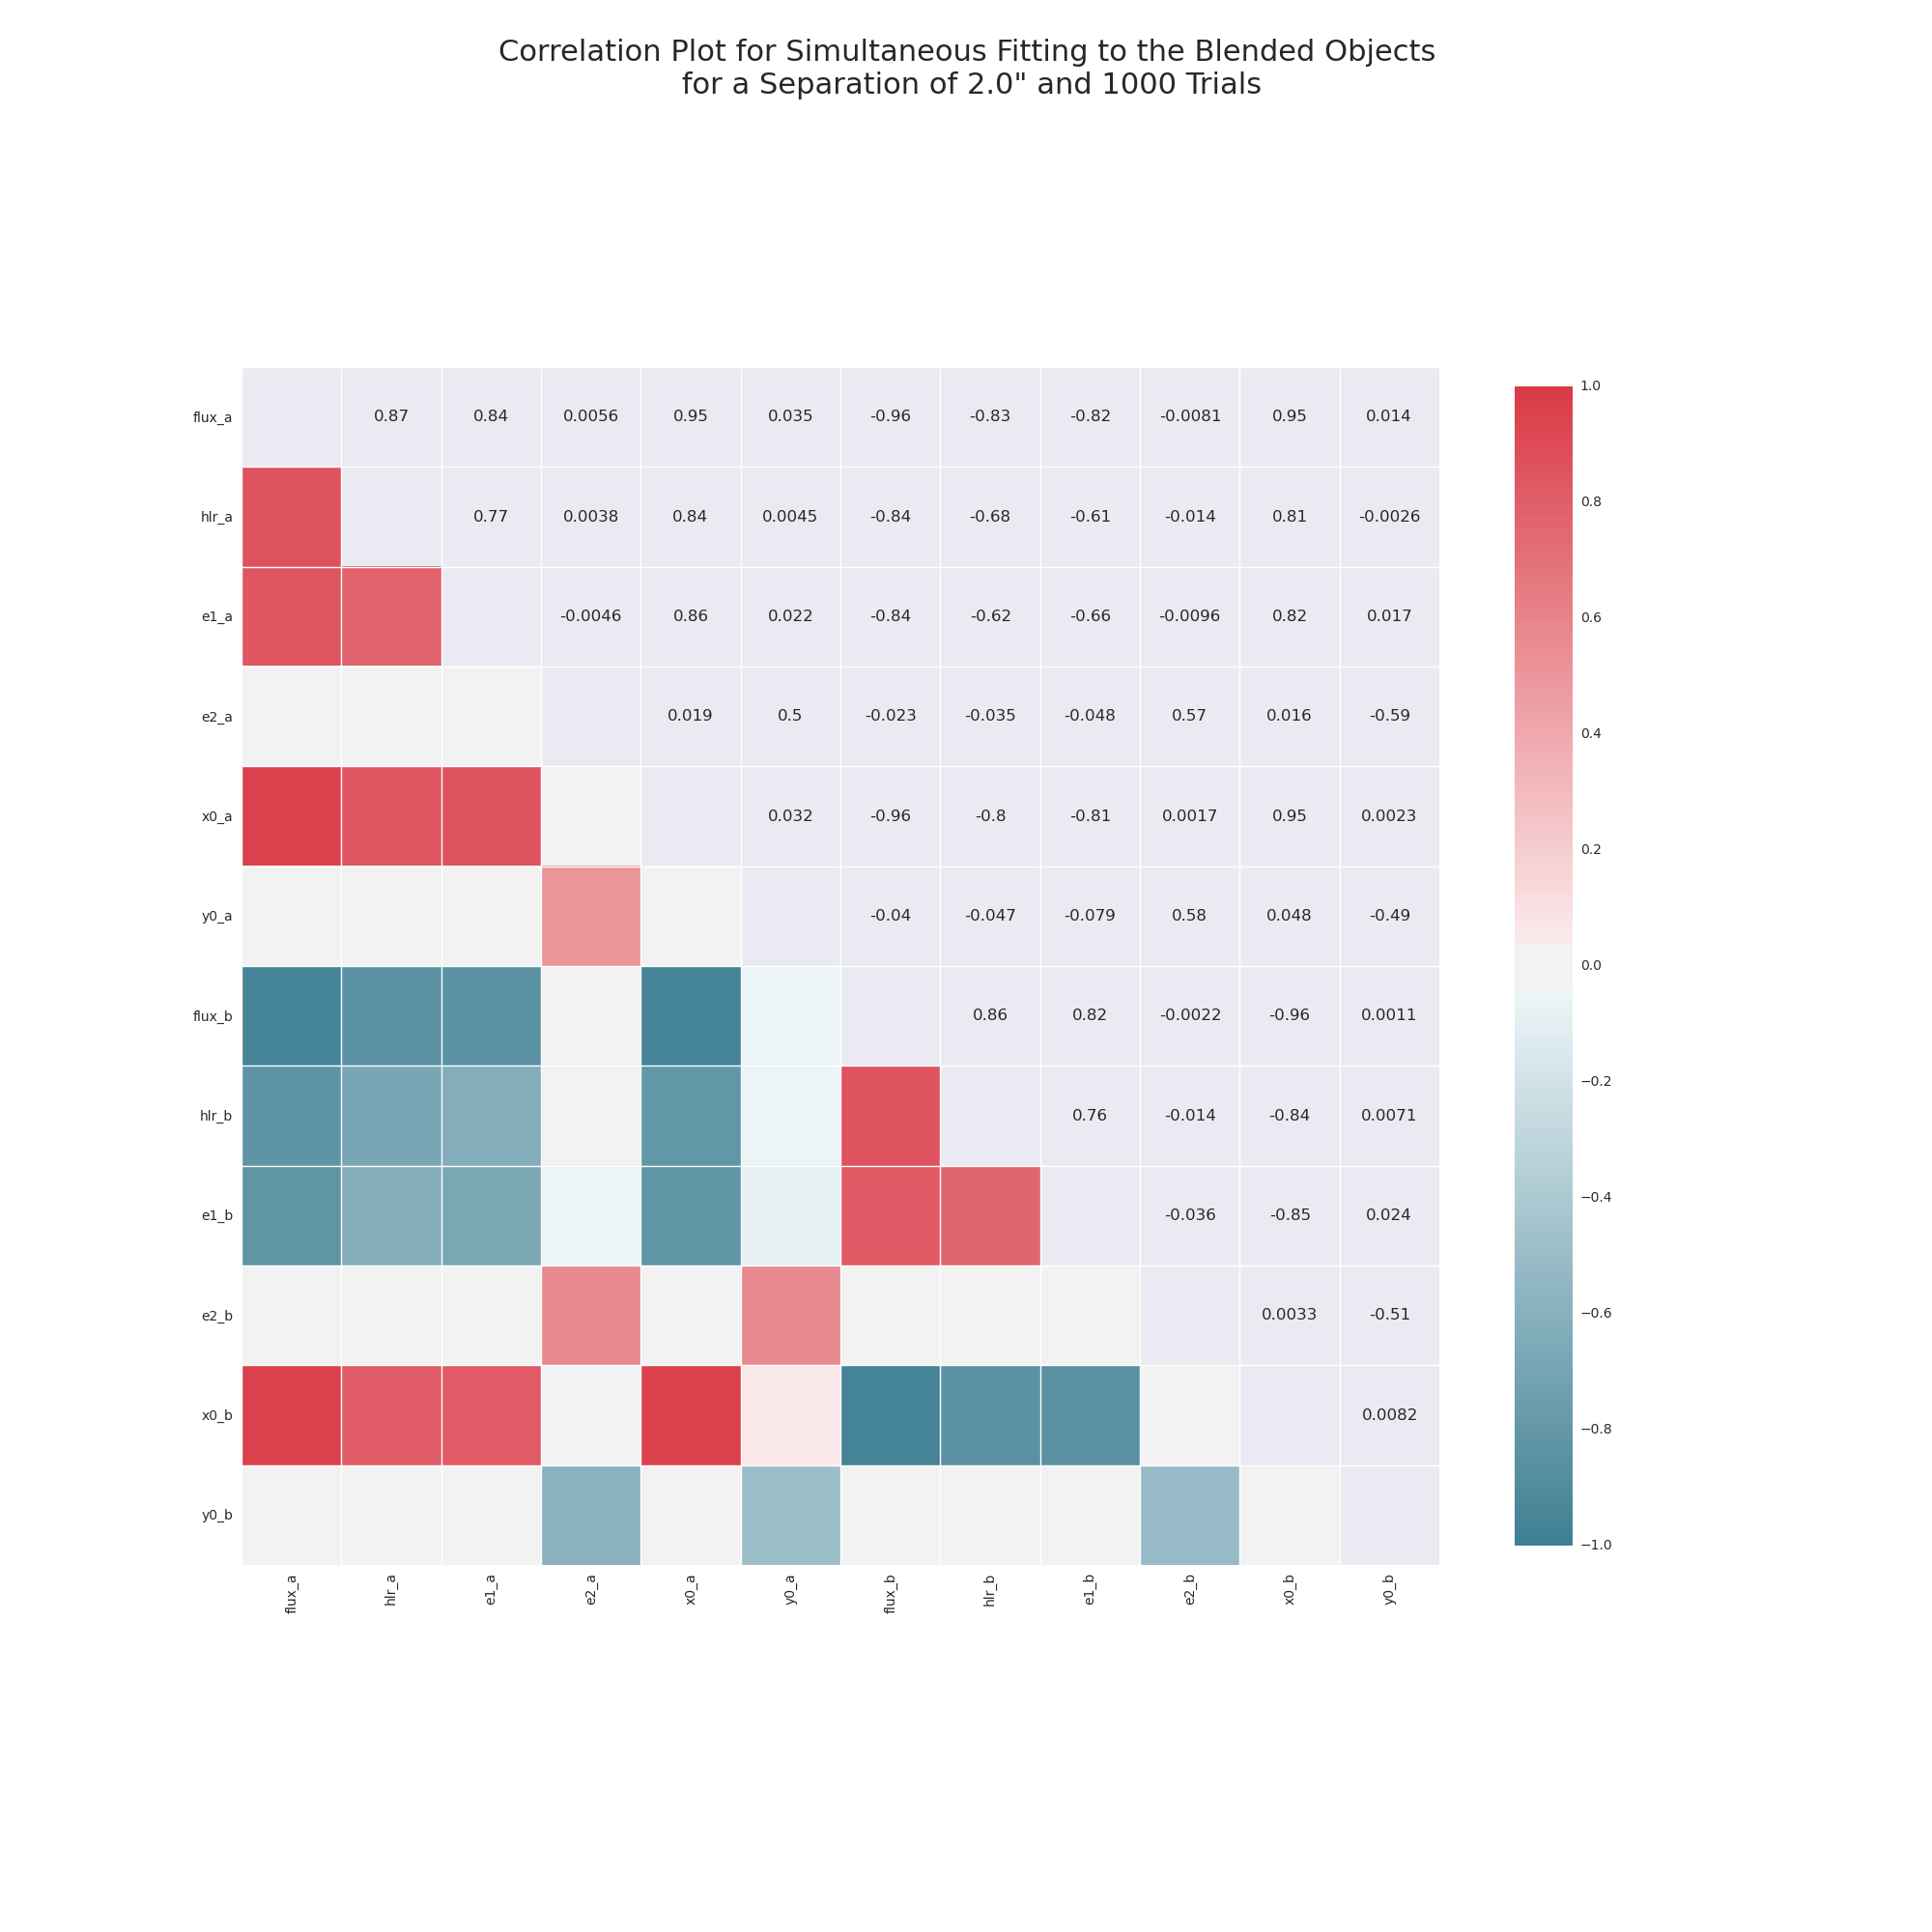 Correlation Plot for Simultaneous Fitting to the Blended Objects
for a Separation of 2.0" and 1000 Trials
flux_a 0.87 0.84 0.0056 0.95 0.035 -0.96 -0.83 -0.82 -0.0081 0.95 0.014
hlr_a 0.77 0.0038 0.84 0.0045 -0.84 -0.68 -0.61 -0.014 0.81 -0.0026
e1_a -0.0046 0.86 0.022 -0.84 -0.62 -0.66 -0.0096 0.82 0.017
e2_a 0.019 0.5 -0.023 -0.035 -0.048 0.57 0.016 -0.59
x0_a 0.032 -0.96 -0.8 -0.81 0.0017 0.95 0.0023
y0_a -0.04 -0.047 -0.079 0.58 0.048 -0.49
flux_b 0.86 0.82 -0.0022 -0.96 0.0011
hlr_b 0.76 -0.014 -0.84 0.0071
e1_b -0.036 -0.85 0.024
e2_b 0.0033 -0.51
x0_b 0.0082
y0_b
flux_a hlr_a e1_a e2_a x0_a y0_a flux_b hlr_b e1_b e2_b x0_b y0_b
1.0
0.8
0.6
0.4
0.2
0.0
−0.2
−0.4
−0.6
−0.8
−1.0